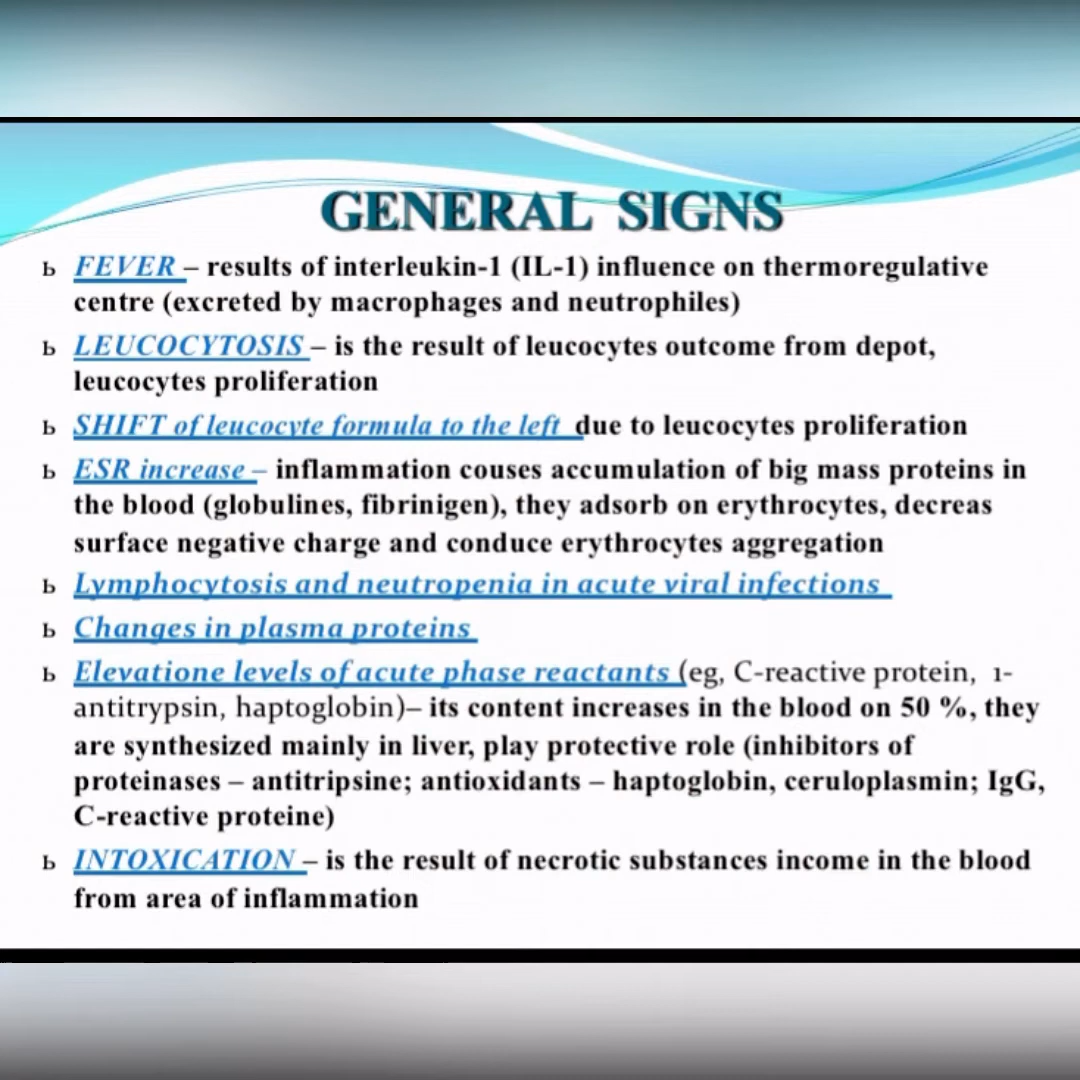 GENERAL SIGNS
ь FEVER – results of interleukin-1 (IL-1) influence on thermoregulative
centre (excreted by macrophages and neutrophiles)
ь LEUCOCYTOSIS – is the result of leucocytes outcome from depot,
leucocytes proliferation
ь SHIFT of leucocyte formula to the left due to leucocytes proliferation
ь ESR increase – inflammation couses accumulation of big mass proteins in
the blood (globulines, fibrinigen), they adsorb on erythrocytes, decreas
surface negative charge and conduce erythrocytes aggregation
ь Lymphocytosis and neutropenia in acute viral infections
ь Changes in plasma proteins
ь Elevatione levels of acute phase reactants (eg, C-reactive protein, 1-
antitrypsin, haptoglobin)– its content increases in the blood on 50 %, they
are synthesized mainly in liver, play protective role (inhibitors of
proteinases – antitripsine; antioxidants – haptoglobin, ceruloplasmin; IgG,
C-reactive proteine)
ь INTOXICATION – is the result of necrotic substances income in the blood
from area of inflammation